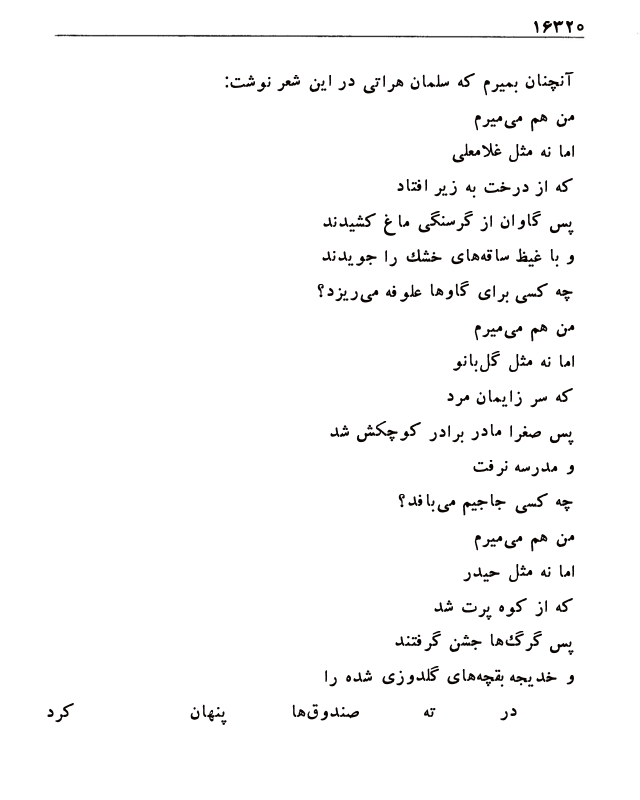 ۱۶۳۲۰
آنچنان بمیرم که سلمان هراتی در این شعر نوشت:
من هم می‌میرم
اما نه مثل غلامعلی
که از درخت به زیر افتاد
پس گاوان از گرسنگی ماغ کشیدند
و با غیظ ساقه‌های خشك را جویدند
چه کسی برای گاوها علوفه می‌ریزد؟
من هم می‌میرم
اما نه مثل گل‌بانو
که سر زایمان مرد
پس صغرا مادر برادر کوچکش شد
و مدرسه نرفت
چه کسی جاجیم می‌بافد؟
من هم می‌میرم
اما نه مثل حیدر
که از کوه پرت شد
پس گرگ‌ها جشن گرفتند
و خدیجه بقچه‌های گلدوزی شده را
در ته صندوق‌ها پنهان کرد